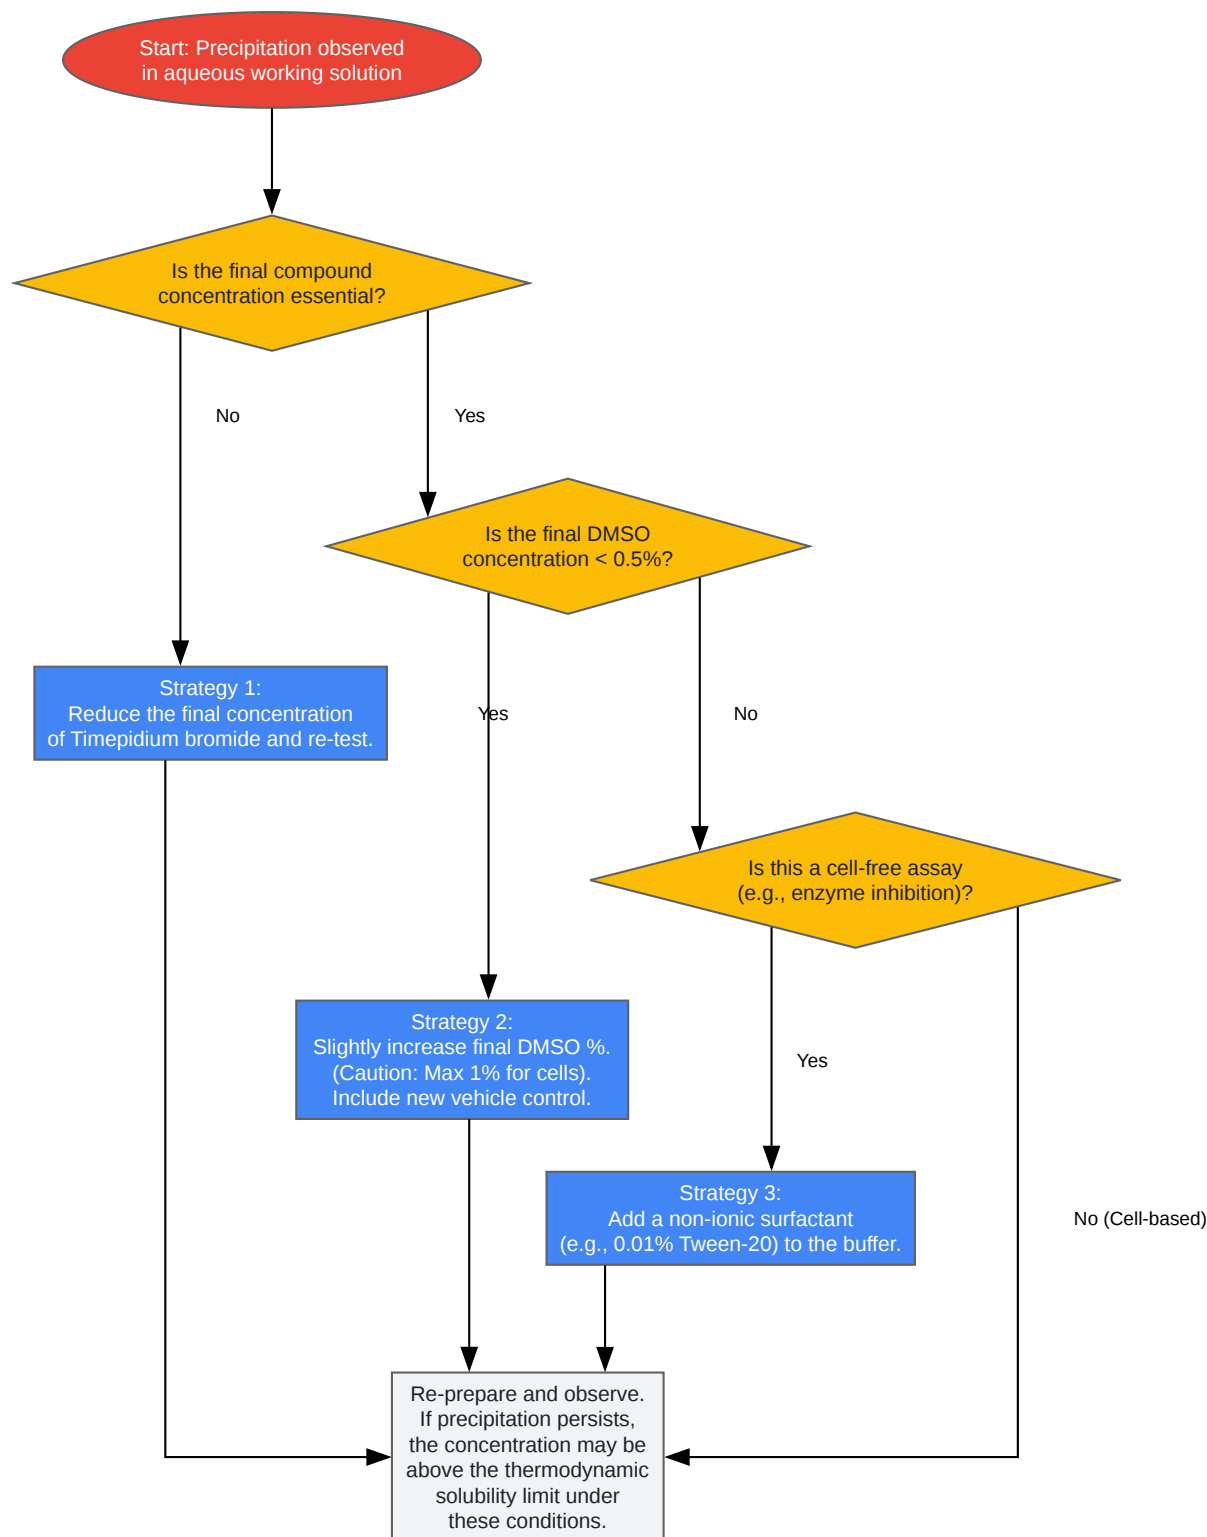 Start: Precipitation observed
in aqueous working solution
Is the final compound
concentration essential?
No
Yes
Is the final DMSO
concentration < 0.5%?
Strategy 1:
Reduce the final concentration
of Timepidium bromide and re-test.
Yes
No
Is this a cell-free assay
(e.g., enzyme inhibition)?
Strategy 2:
Slightly increase final DMSO %.
(Caution: Max 1% for cells).
Include new vehicle control.
Yes
Strategy 3:
Add a non-ionic surfactant
(e.g., 0.01% Tween-20) to the buffer.
No (Cell-based)
Re-prepare and observe.
If precipitation persists,
the concentration may be
above the thermodynamic
solubility limit under
these conditions.